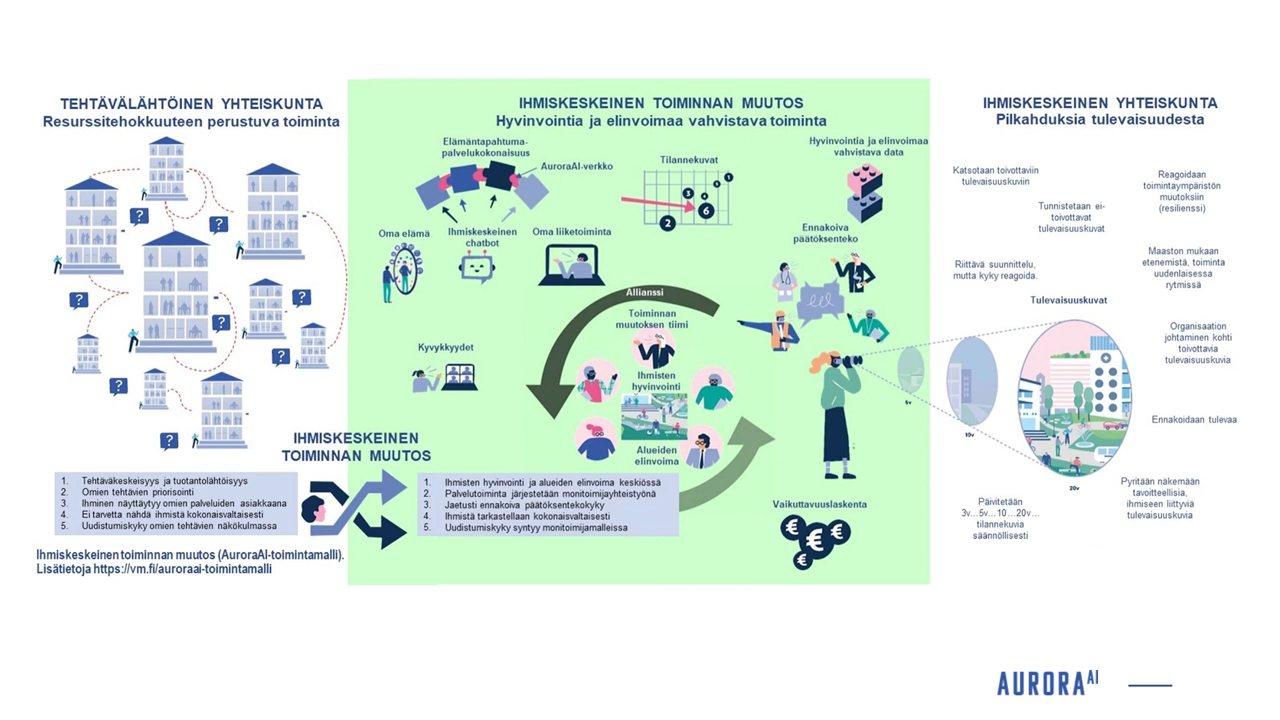 TEHTÄVÄLÄHTÖINEN YHTEISKUNTA
Resurssitehokkuuteen perustuva toiminta
?
?
?
?
?
?
?
?
1. Tehtäväkeskeisyys ja tuotantolähtöisyys
2. Omien tehtävien priorisointi
3. Ihminen näyttäytyy omien palveluiden asiakkaana
4. Ei tarvetta nähdä ihmistä kokonaisvaltaisesti
5. Uudistumiskyky omien tehtävien näkökulmassa
Ihmiskeskeinen toiminnan muutos (AuroraAI-toimintamalli).
Lisätietoja https://vm.fi/auroraai-toimintamalli
IHMISKESKEINEN
TOIMINNAN MUUTOS
IHMISKESKEINEN TOIMINNAN MUUTOS
Hyvinvointia ja elinvoimaa vahvistava toiminta
Elämäntapahtuma-
palvelukokonaisuus
AuroraAI-verkko
Tilannekuvat
1
3
4
5
6
2
Hyvinvointia ja elinvoimaa
vahvistava data
Oma elämä
Ihmiskeskeinen
chatbot
Oma liiketoiminta
Ennakoiva
päätöksenteko
Allianssi
Toiminnan
muutoksen tiimi
Kyvykkyydet
Ihmisten
hyvinvointi
Alueiden
elinvoima
1. Ihmisten hyvinvointi ja alueiden elinvoima keskiössä
2. Palvelutoiminta järjestetään monitoimijayhteistyönä
3. Jaetusti ennakoiva päätöksentekokyky
4. Ihmistä tarkastellaan kokonaisvaltaisesti
5. Uudistumiskyky syntyy monitoimijamalleissa
Vaikuttavuuslaskenta
€
€
€
€
IHMISKESKEINEN YHTEISKUNTA
Pilkahduksia tulevaisuudesta
Katsotaan toivottaviin
tulevaisuuskuviin
Reagoidaan
toimintaympäristön
muutoksiin
(resilienssi)
Tunnistetaan ei-
toivottavat
tulevaisuuskuvat
Riittävä suunnittelu,
mutta kyky reagoida.
Maaston mukaan
etenemistä, toiminta
uudenlaisessa
rytmissä
Tulevaisuuskuvat
Organisaation
johtaminen kohti
toivottavia
tulevaisuuskuvia
5v
10v
20v
Ennakoidaan tulevaa
Pyritään näkemään
tavoitteellisia,
ihmiseen liittyviä
tulevaisuuskuvia
Päivitetään
3v…5v…10…20v…
tilannekuvia
säännöllisesti
AURORA AI